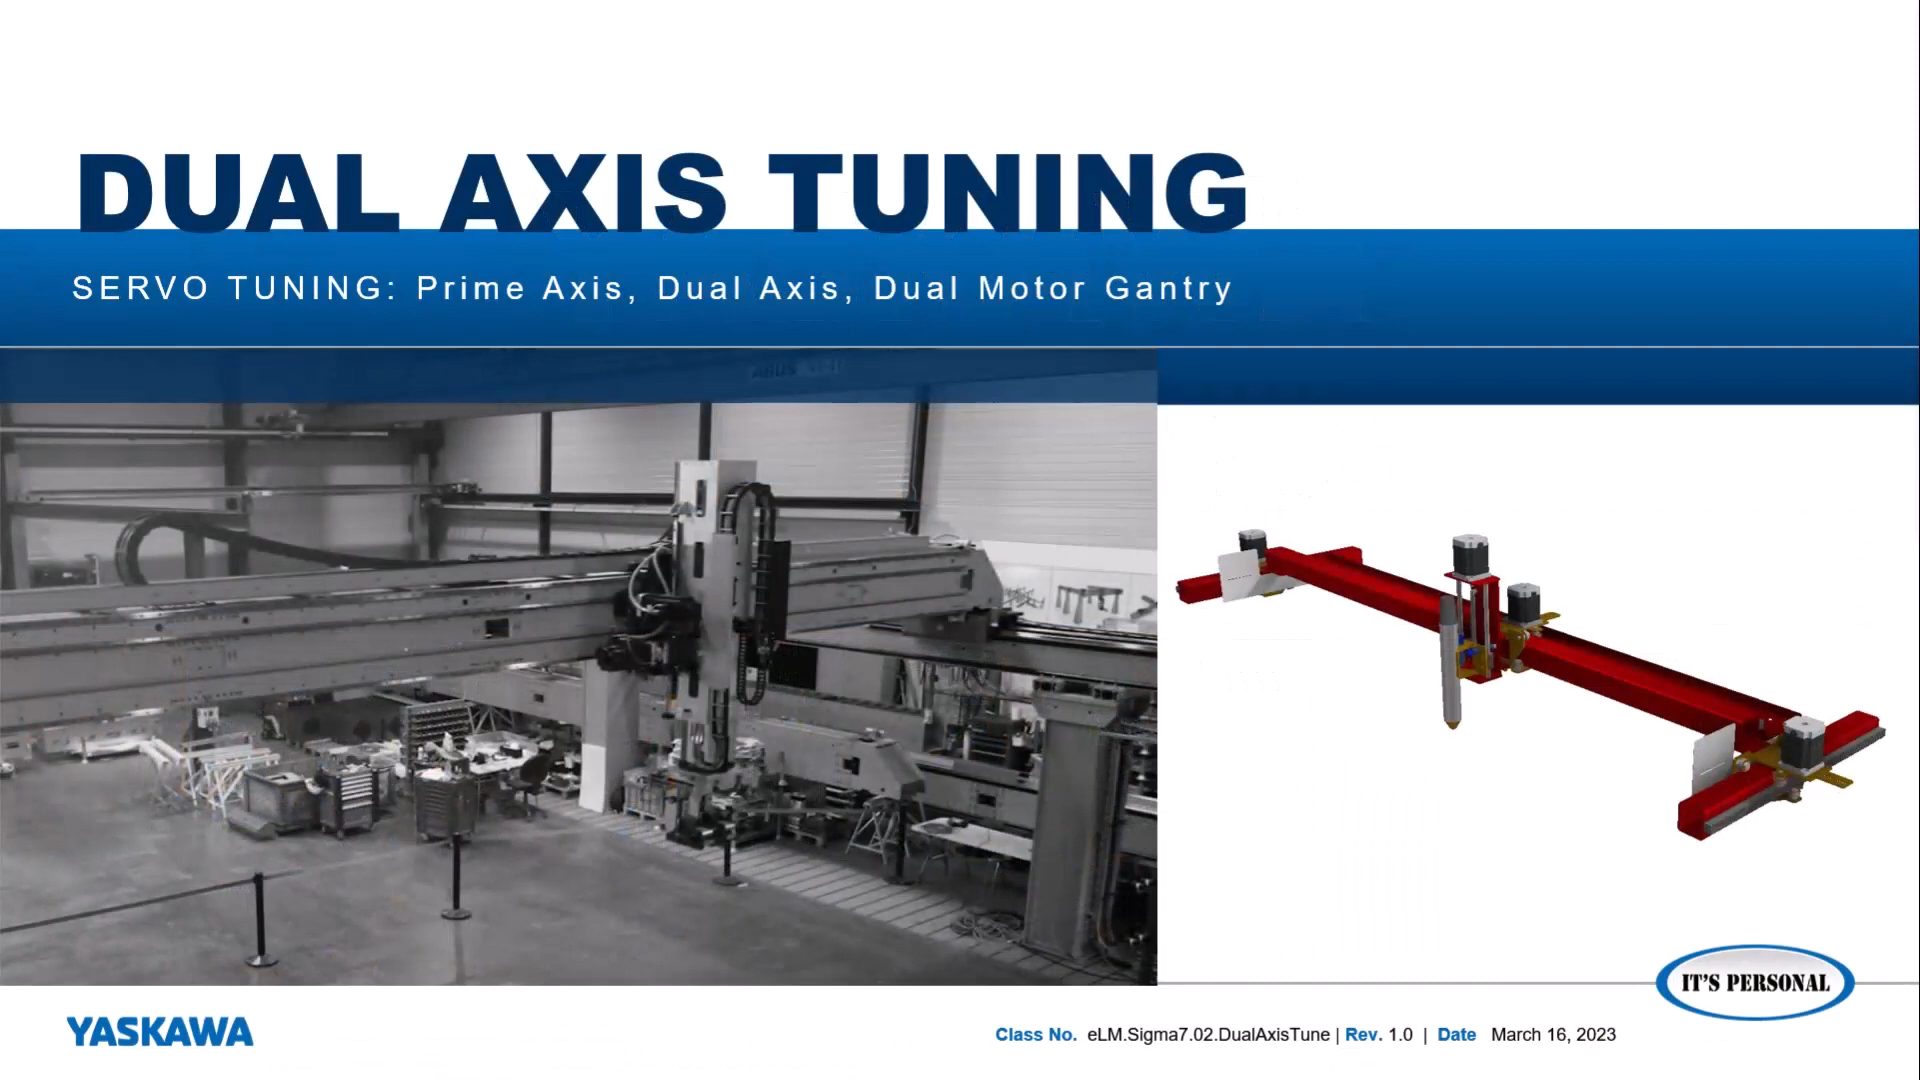 DUAL AXIS TUNING
SERVO TUNING: Prime Axis, Dual Axis, Dual Motor Gantry
IT'S PERSONAL
YASKAWA
Class No. eLM.Sigma7.02.DualAxisTune | Rev. 1.0 | Date March 16, 2023